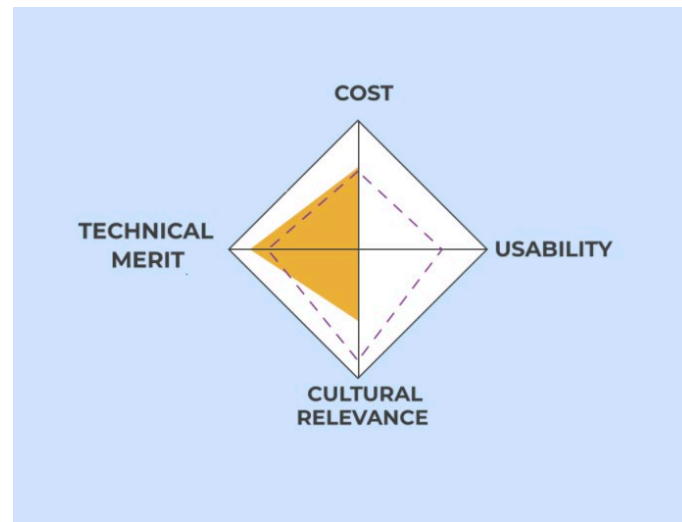 COST
TECHNICAL
MERIT
USABILITY
CULTURAL
RELEVANCE